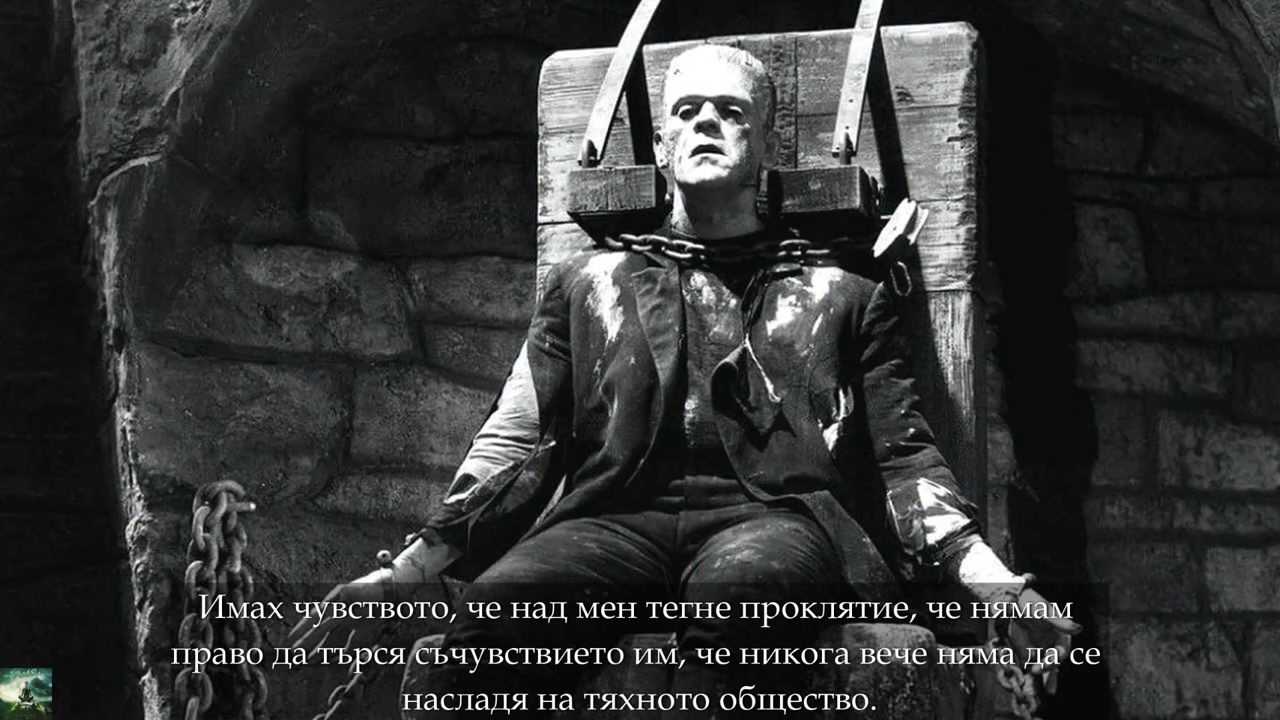 Имах чувството, че над мен тегне проклятие, че нямам
право да търся съчувствието им, че никога вече няма да се
насладя на тяхното общество.